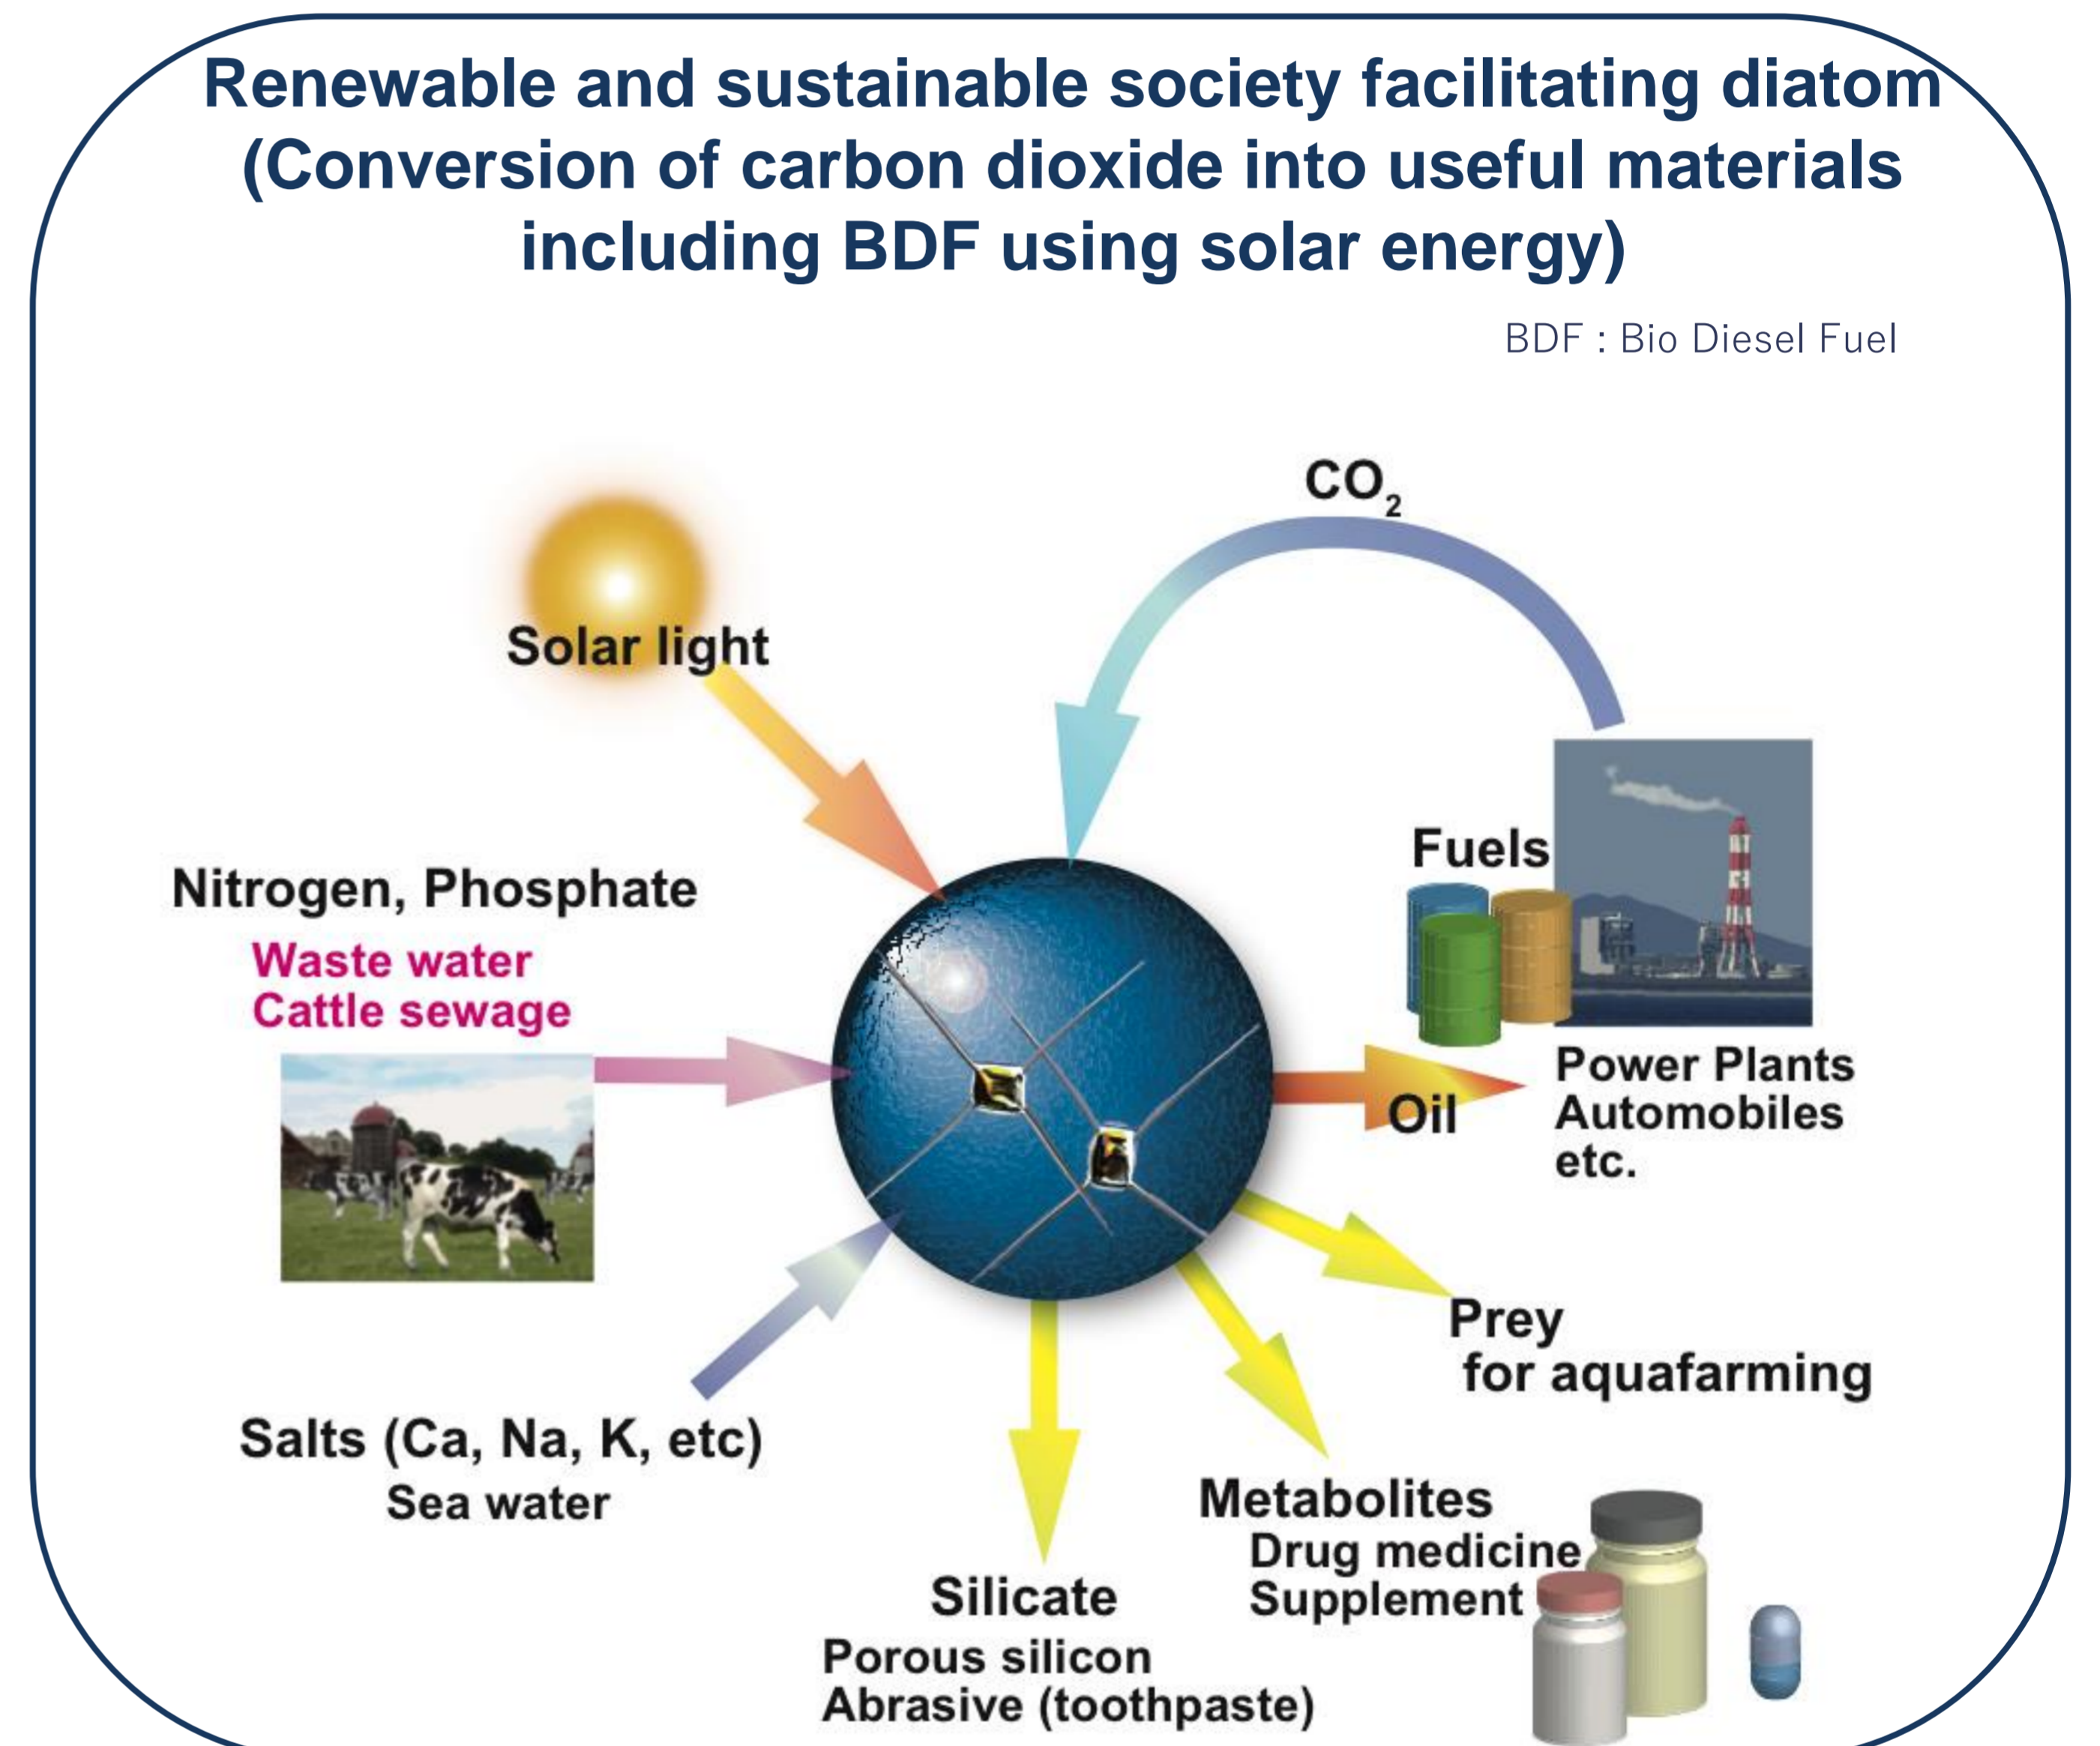 Renewable and sustainable society facilitating diatom
(Conversion of carbon dioxide into useful materials
including BDF using solar energy)
BDF : Bio Diesel Fuel
CO₂
Solar light
Fuels
Nitrogen, Phosphate
Waste water
Cattle sewage
Oil
Power Plants
Automobiles
etc.
Prey
for aquafarming
Salts (Ca, Na, K, etc)
Sea water
Metabolites
Drug medicine
Supplement
Silicate
Porous silicon
Abrasive (toothpaste)